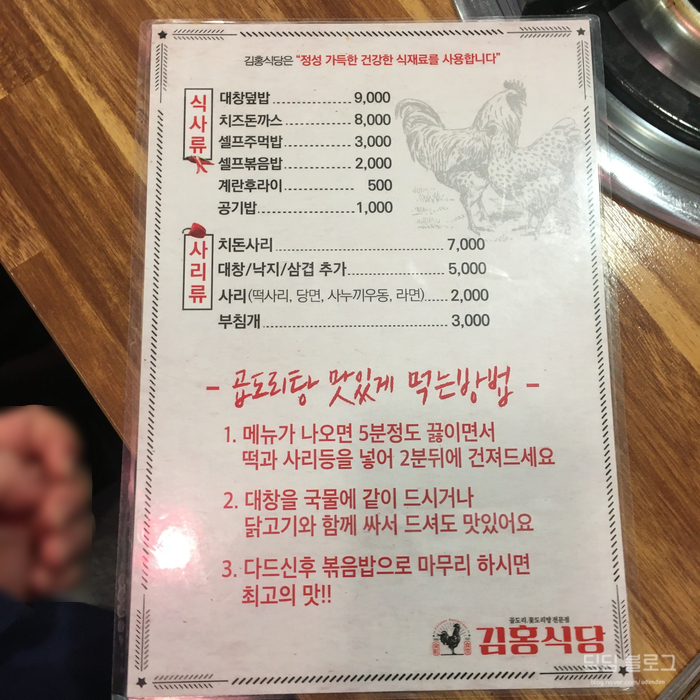 김홍식당은 "정성 가득한 건강한 식재료를 사용합니다"
식사류
대창덮밥 9,000
치즈돈까스 8,000
셀프주먹밥 3,000
셀프볶음밥 2,000
계란후라이 500
공기밥 1,000
사리류
치돈사리 7,000
대창/낙지/삼겹 추가 5,000
사리(떡사리, 당면, 사누끼우동, 라면) 2,000
부침개 3,000
- 곱도리탕 맛있게 먹는방법 -
1. 메뉴가 나오면 5분정도 끓이면서
떡과 사리등을 넣어 2분뒤에 건져드세요
2. 대창을 국물에 같이 드시거나
닭고기와 함께 싸서 드셔도 맛있어요
3. 다드신후 볶음밥으로 마무리 하시면
최고의 맛!!
김홍식당